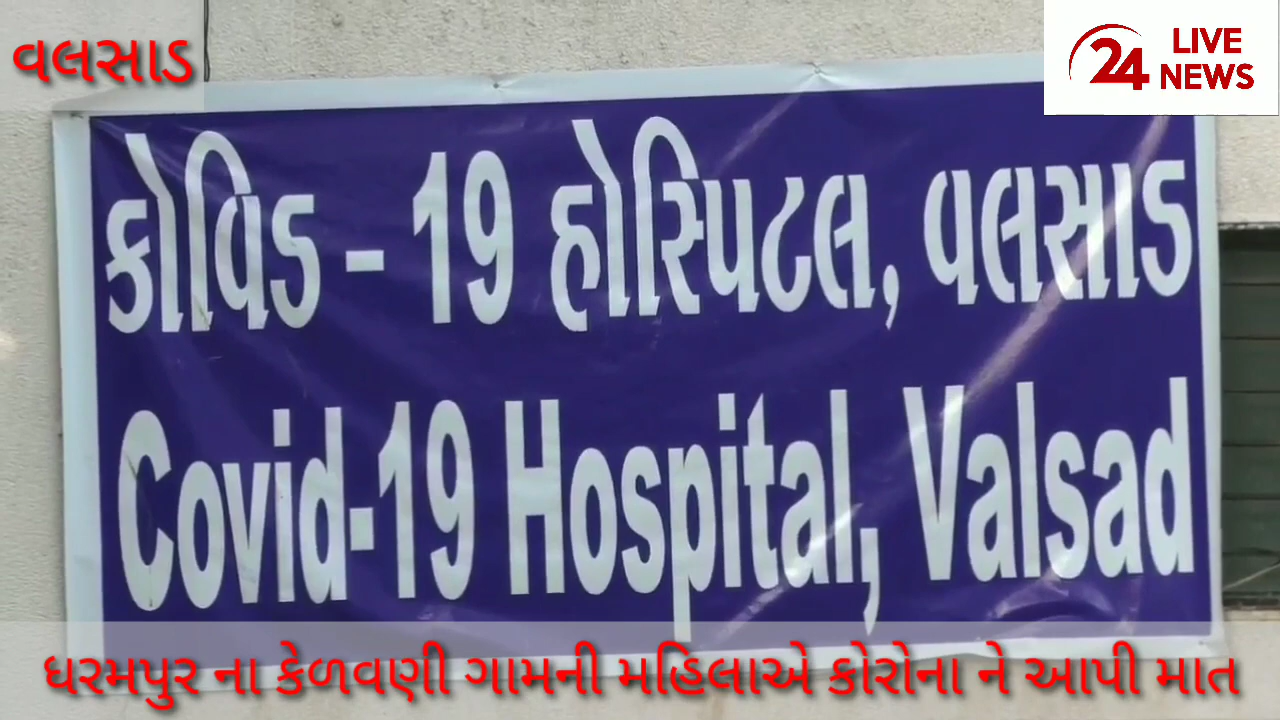 વલસાડ
24 LIVE
NEWS
કોવિડ – 19 હોસ્પિટલ, વલસાડ
Covid-19 Hospital, Valsad
ધરમપુર ના કેળવણી ગામની મહિલાએ કોરોના ને આપી માત